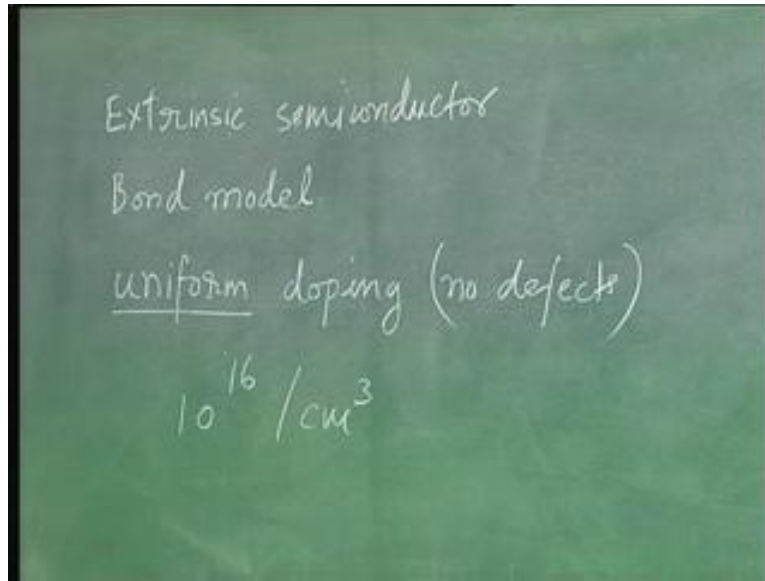 Extrinsic semiconductor
Bond model
uniform doping (no defects)
10^16 /cm^3